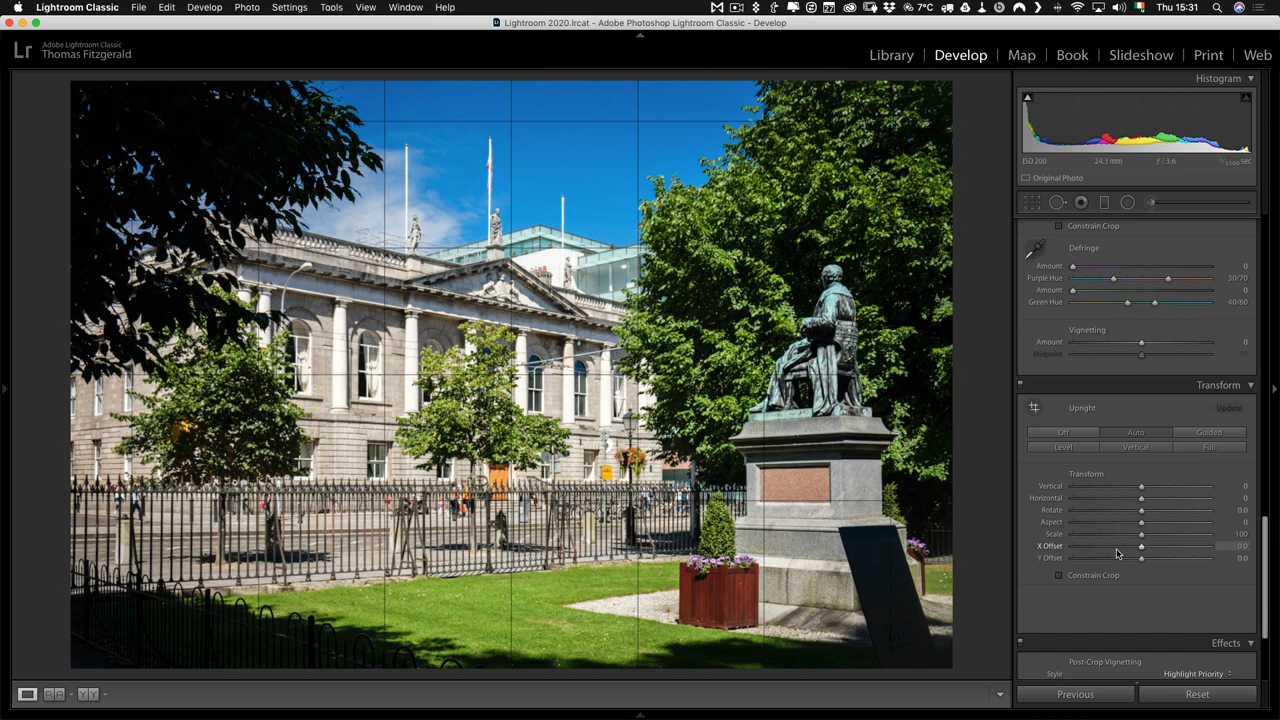 Lightroom Classic File Edit Develop Photo Settings Tools View Window Help 7°C Thu 15:31
Lightroom 2020.lrcat - Adobe Photoshop Lightroom Classic - Develop
Lr Adobe Lightroom Classic
Thomas Fitzgerald
Library | Develop | Map | Book | Slideshow | Print | Web
Histogram
ISO 200 24.3 mm ƒ / 3.6 1/3500 sec
Original Photo
Constrain Crop
Defringe
Amount 0
Purple Hue 30/70
Amount 0
Green Hue 40/60
Vignetting
Amount 0
Midpoint 50
Transform
Upright Update
Off Auto Guided
Level Vertical Full
Transform
Vertical 0
Horizontal 0
Rotate 0.0
Aspect 0
Scale 100
X Offset 0.0
Y Offset 0.0
Constrain Crop
Effects
Post-Crop Vignetting
Style Highlight Priority
Previous Reset